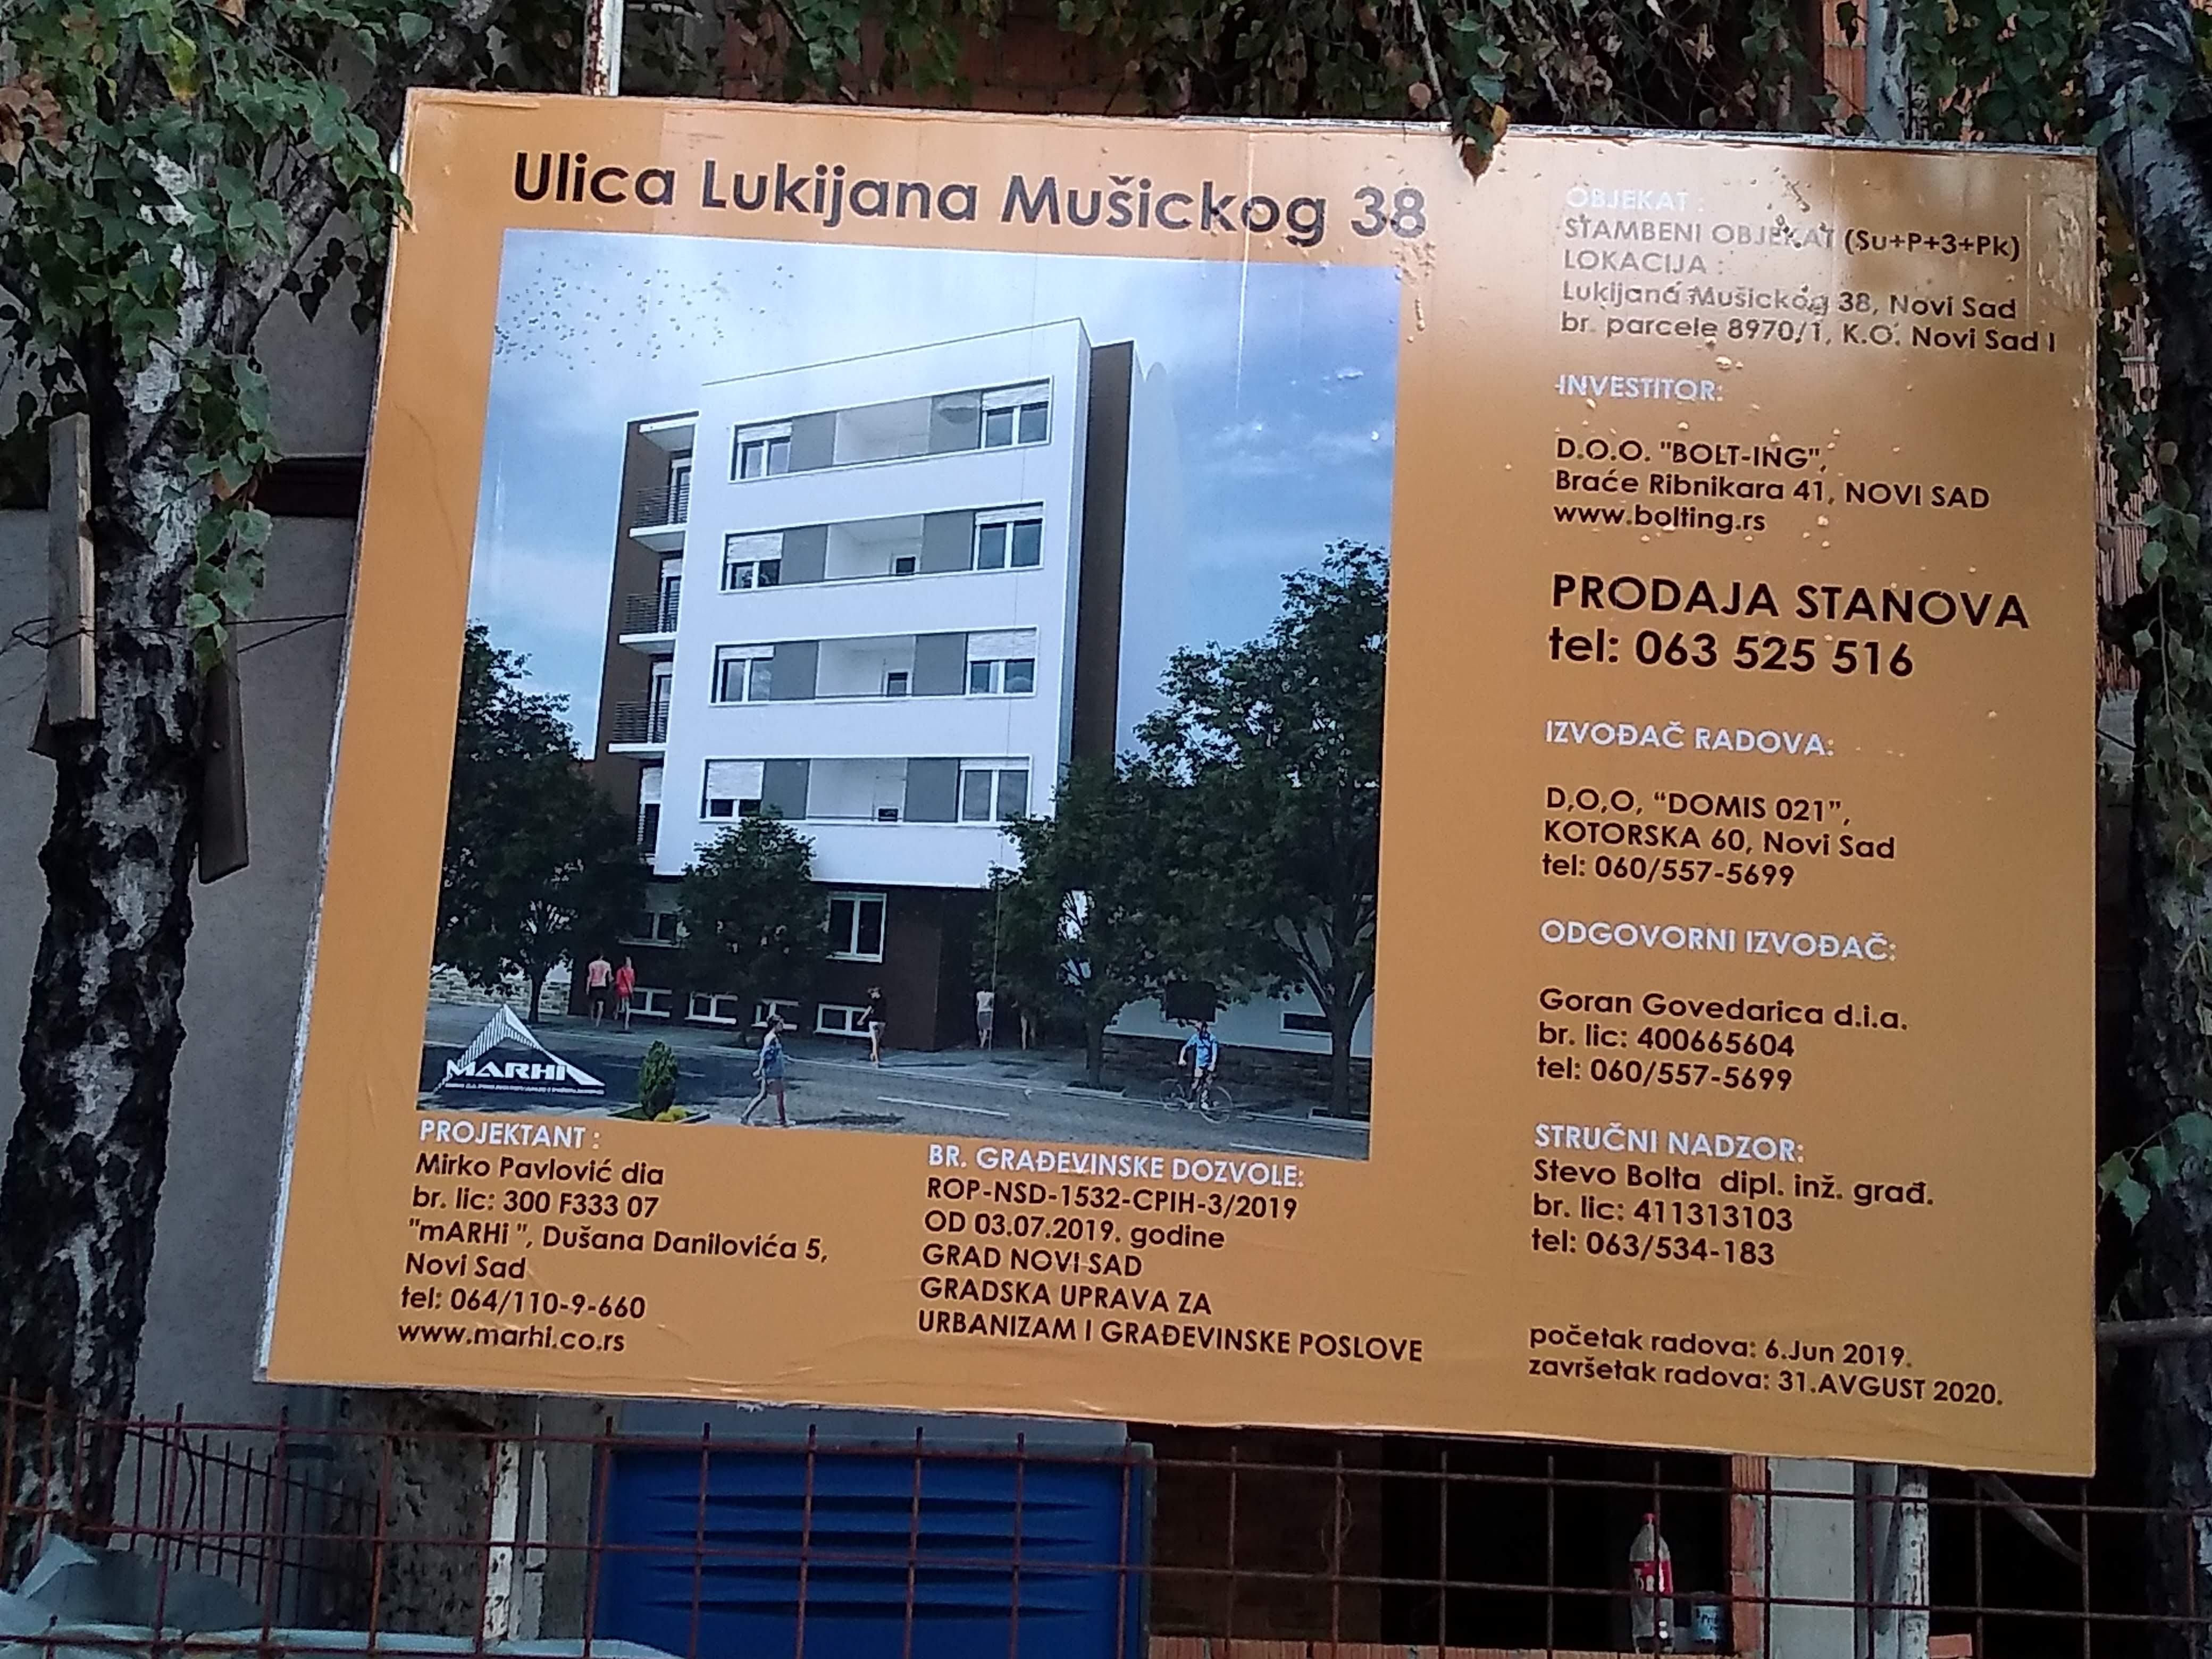 Ulica Lukijana Mušickog 38
OBJEKAT :
STAMBENI OBJEKAT (Su+P+3+Pk)
LOKACIJA :
Lukijana Mušickog 38, Novi Sad
br. parcele 8970/1, K.O. Novi Sad I
INVESTITOR:
D.O.O. "BOLT-ING",
Braće Ribnikara 41, NOVI SAD
www.bolting.rs
PRODAJA STANOVA
tel: 063 525 516
IZVOĐAČ RADOVA:
D,O,O, “DOMIS 021”,
KOTORSKA 60, Novi Sad
tel: 060/557-5699
ODGOVORNI IZVOĐAČ:
Goran Govedarica d.i.a.
br. lic: 400665604
tel: 060/557-5699
STRUČNI NADZOR:
Stevo Bolta dipl. inž. građ.
br. lic: 411313103
tel: 063/534-183
početak radova: 6.Jun 2019.
završetak radova: 31.AVGUST 2020.
MARHI
PROJEKTANT :
Mirko Pavlović dia
br. lic: 300 F333 07
"mARHi ", Dušana Danilovića 5,
Novi Sad
tel: 064/110-9-660
www.marhi.co.rs
BR. GRAĐEVINSKE DOZVOLE:
ROP-NSD-1532-CPIH-3/2019
OD 03.07.2019. godine
GRAD NOVI SAD
GRADSKA UPRAVA ZA
URBANIZAM I GRAĐEVINSKE POSLOVE